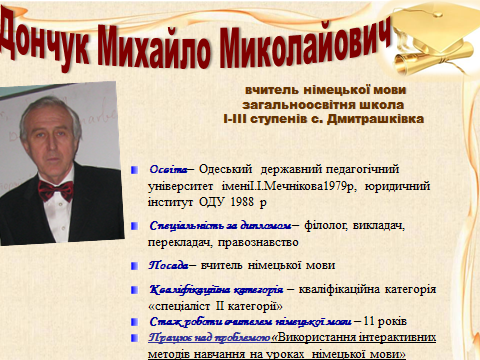 Дончук Михайло Миколайович
вчитель німецької мови
загальноосвітня школа
І-ІІІ ступенів с. Дмитрашківка
Освіта – Одеський державний педагогічний
університет іменіІ.І.Мечнікова1979р, юридичний
інститут ОДУ 1988 р
Спеціальність за дипломом – філолог, викладач,
перекладач, правознавство
Посада – вчитель німецької мови
Кваліфікаційна категорія – кваліфікаційна категорія
«спеціаліст ІІ категорії»
Стаж роботи вчителем німецької мови – 11 років
Працює над проблемою «Використання інтерактивних
методів навчання на уроках німецької мови»